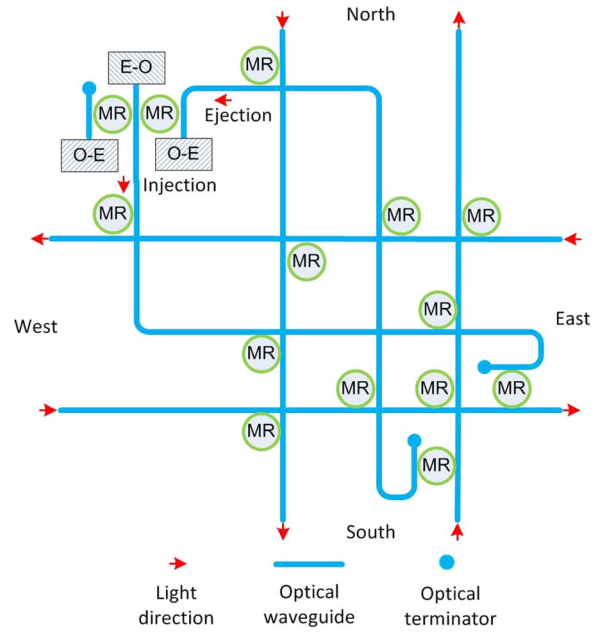 North
MR
E-O
MR
MR
Ejection
O-E
O-E
Injection
MR
MR
MR
MR
West
East
MR
MR
MR
MR
MR
MR
MR
South
Light direction
Optical waveguide
Optical terminator